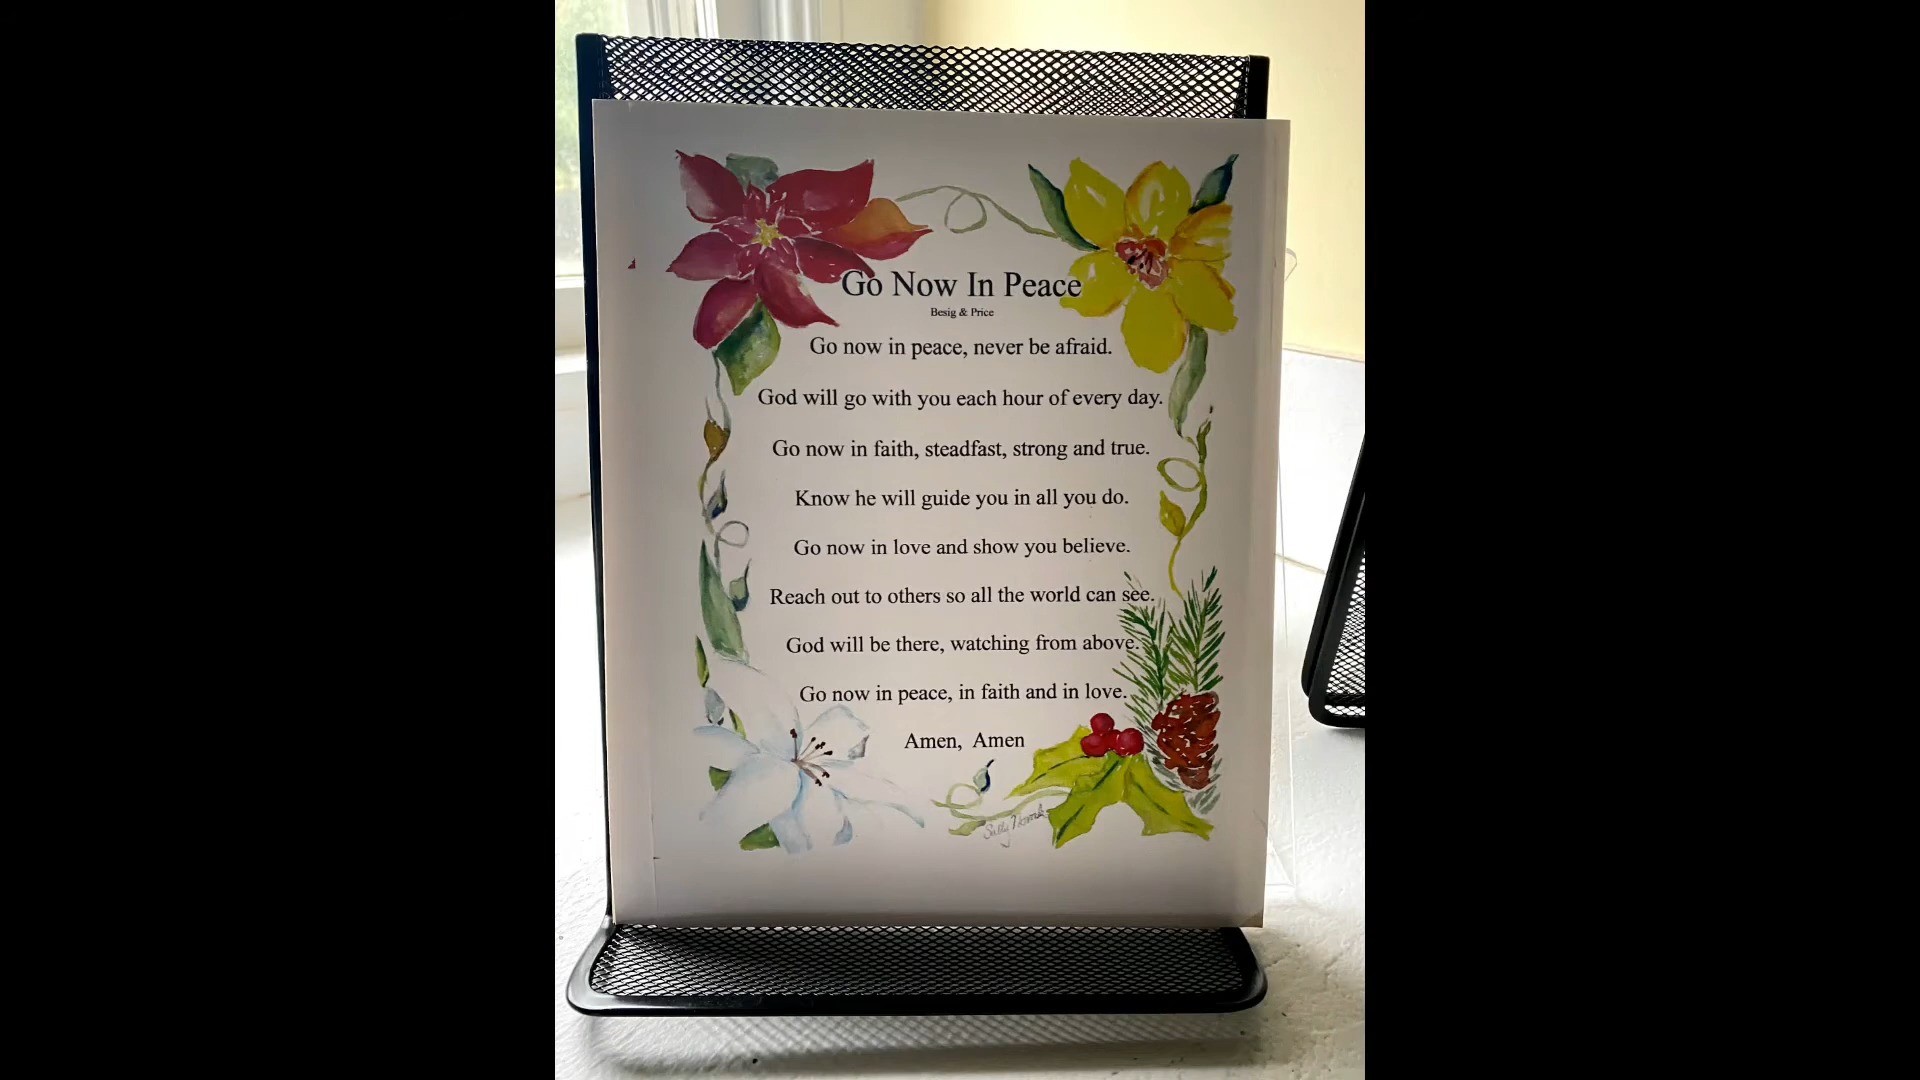 Go Now In Peace
Besig & Price
Go now in peace, never be afraid.
God will go with you each hour of every day.
Go now in faith, steadfast, strong and true.
Know he will guide you in all you do.
Go now in love and show you believe.
Reach out to others so all the world can see.
God will be there, watching from above.
Go now in peace, in faith and in love.
Amen, Amen
Sally